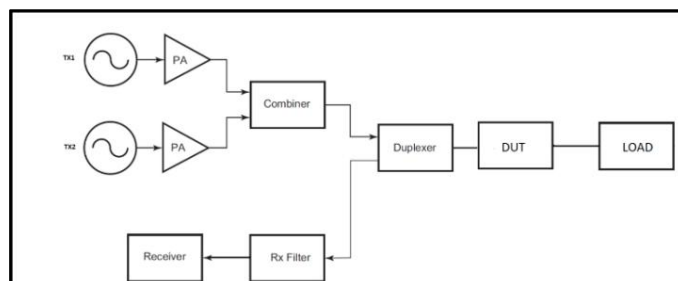 TX1
PA
Combiner
TX2
PA
Duplexer
DUT
LOAD
Receiver
Rx Filter